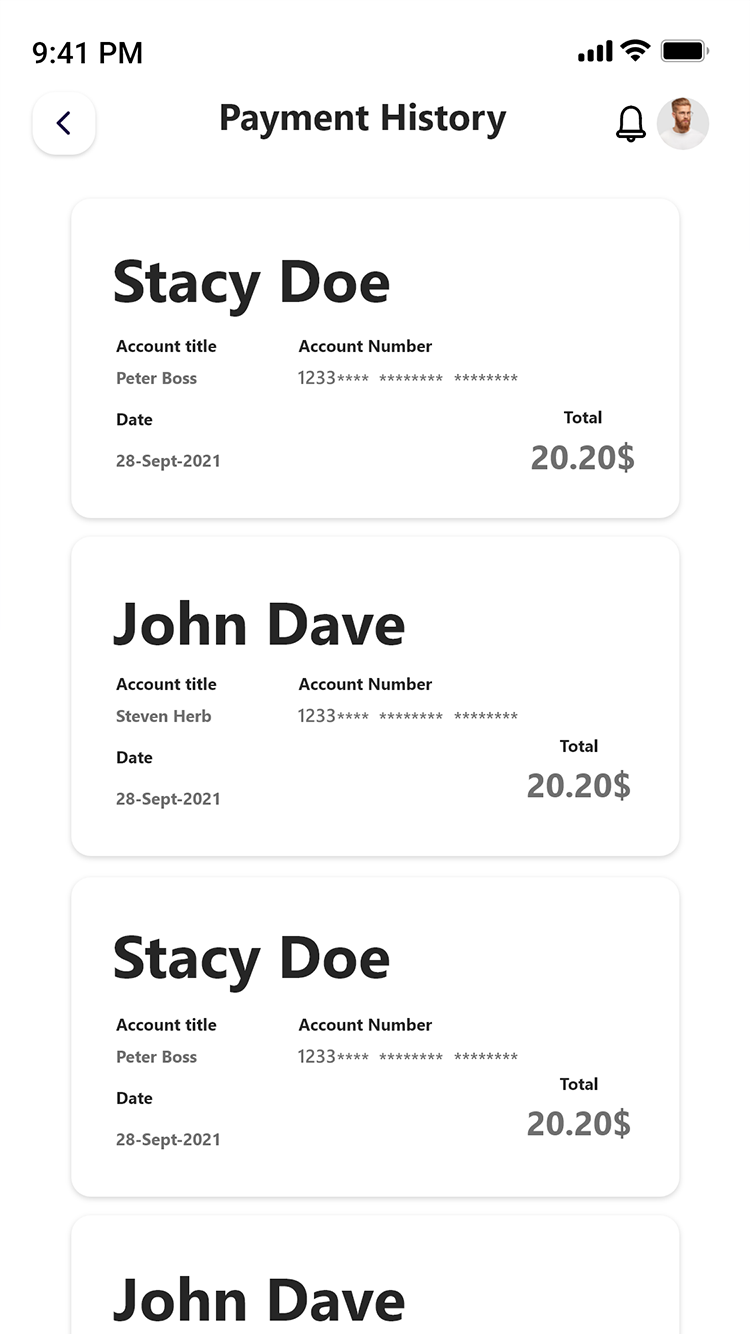 9:41 PM
Payment History
Stacy Doe
Account title Account Number
Peter Boss 1233**** ******** ********
Date Total
28-Sept-2021 20.20$
John Dave
Account title Account Number
Steven Herb 1233**** ******** ********
Date Total
28-Sept-2021 20.20$
Stacy Doe
Account title Account Number
Peter Boss 1233**** ******** ********
Date Total
28-Sept-2021 20.20$
John Dave